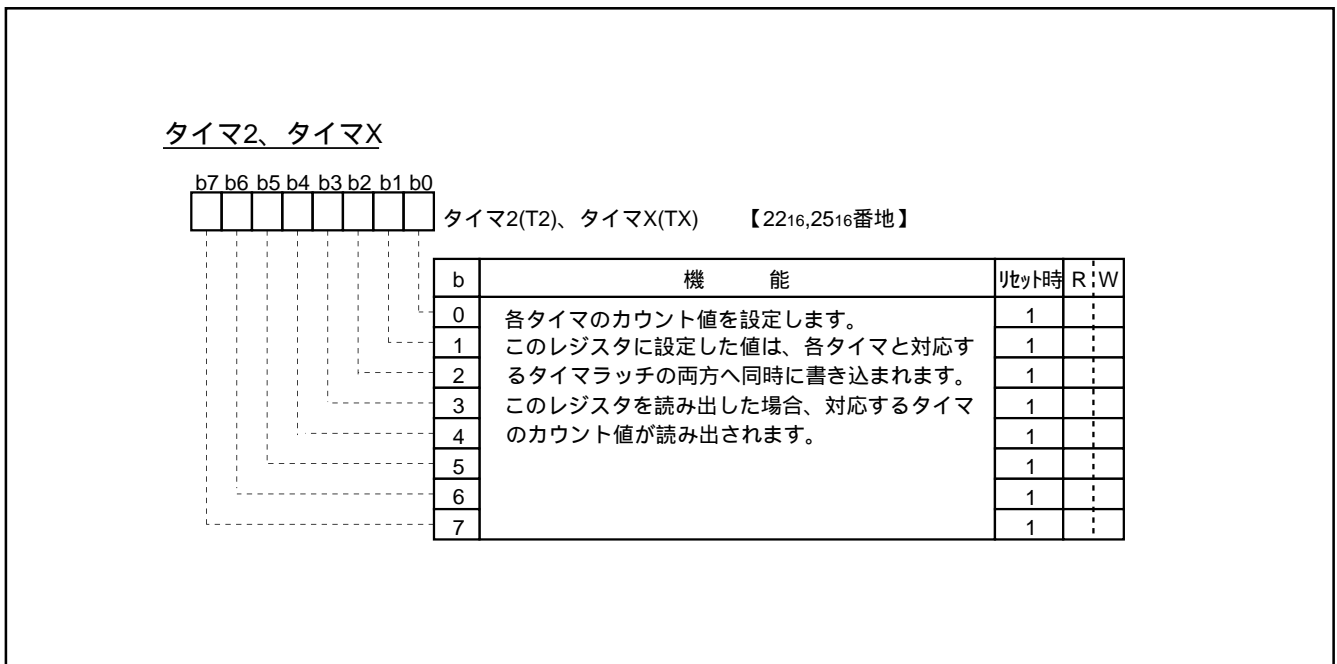 タイマ2、タイマX
b7 b6 b5 b4 b3 b2 b1 b0
タイマ2(T2)、タイマX(TX) 【2216,2516番地】
b 機 能 リセット時 R W
0 各タイマのカウント値を設定します。 1
1 このレジスタに設定した値は、各タイマと対応す 1
2 るタイマラッチの両方へ同時に書き込まれます。 1
3 このレジスタを読み出した場合、対応するタイマ 1
4 のカウント値が読み出されます。 1
5 1
6 1
7 1